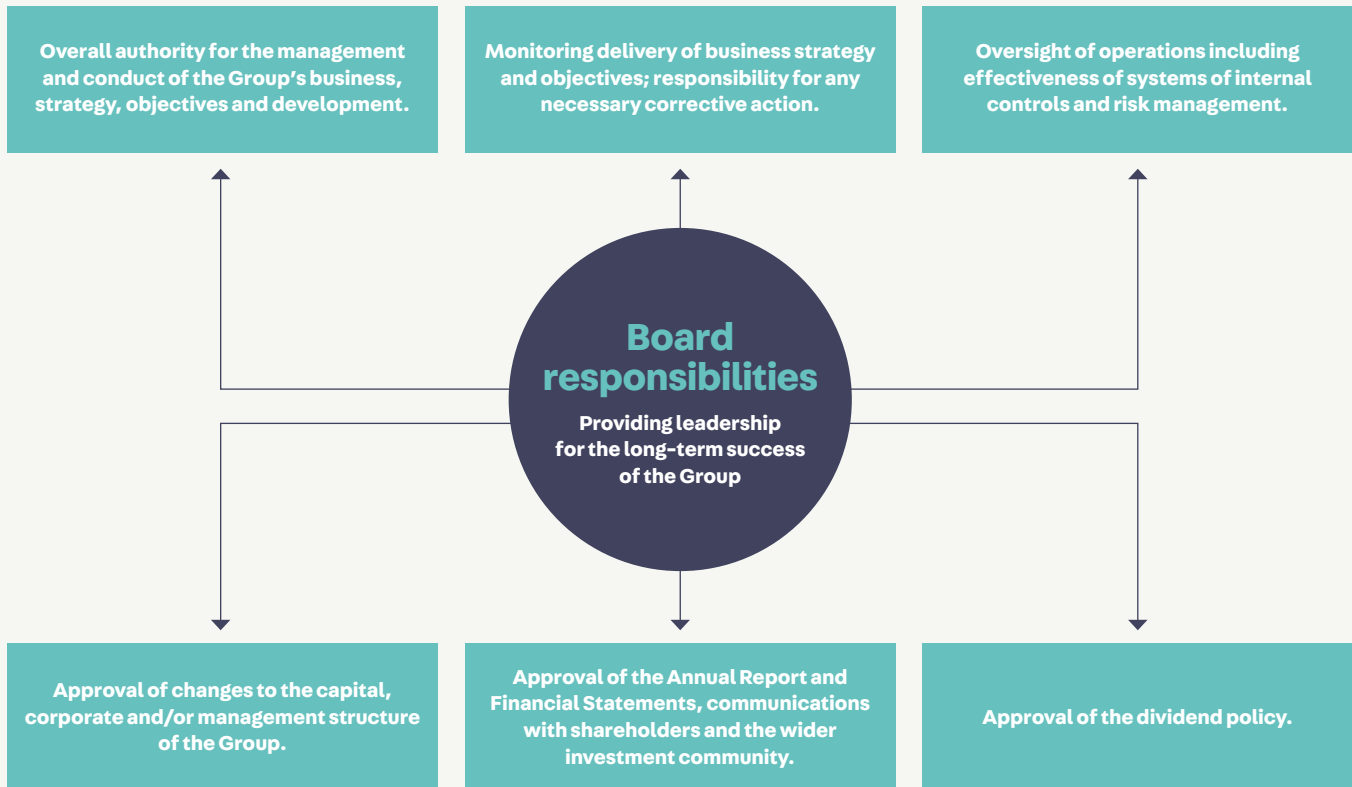 Overall authority for the management
and conduct of the Group’s business,
strategy, objectives and development.
Monitoring delivery of business strategy
and objectives; responsibility for any
necessary corrective action.
Oversight of operations including
effectiveness of systems of internal
controls and risk management.
Board
responsibilities
Providing leadership
for the long-term success
of the Group
Approval of changes to the capital,
corporate and/or management structure
of the Group.
Approval of the Annual Report and
Financial Statements, communications
with shareholders and the wider
investment community.
Approval of the dividend policy.